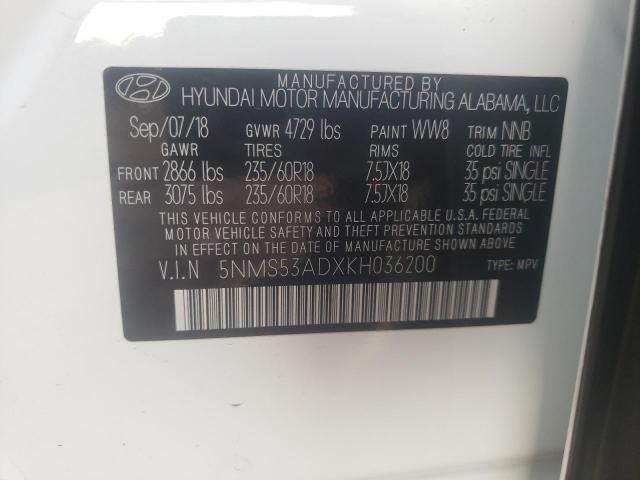 MANUFACTURED BY
HYUNDAI MOTOR MANUFACTURING ALABAMA, LLC
Sep/07/18 GVWR 4729 lbs PAINT WW8 TRIM NNB
GAWR TIRES RIMS COLD TIRE INFL
FRONT 2866 lbs 235/60R18 7.5JX18 35 psi SINGLE
REAR 3075 lbs 235/60R18 7.5JX18 35 psi SINGLE
THIS VEHICLE CONFORMS TO ALL APPLICABLE U.S.A. FEDERAL
MOTOR VEHICLE SAFETY AND THEFT PREVENTION STANDARDS
IN EFFECT ON THE DATE OF MANUFACTURE SHOWN ABOVE.
V.I.N 5NMS53ADXKH036200 TYPE: MPV